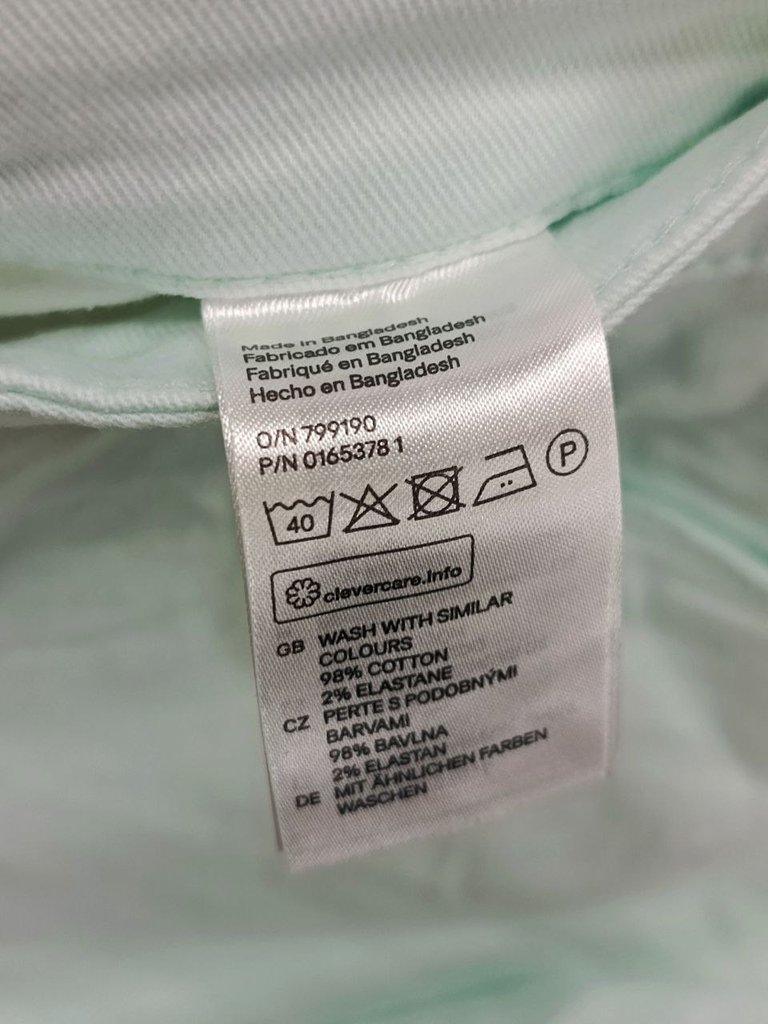 Made in Bangladesh
Fabricado em Bangladesh
Fabriqué en Bangladesh
Hecho en Bangladesh
O/N 799190
P/N 0165378 1
40
P
clevercare.info
GB WASH WITH SIMILAR
COLOURS
98% COTTON
2% ELASTANE
CZ PERTE S PODOBNÝMI
BARVAMI
98% BAVLNA
2% ELASTAN
DE MIT ÄHNLICHEN FARBEN
WASCHEN